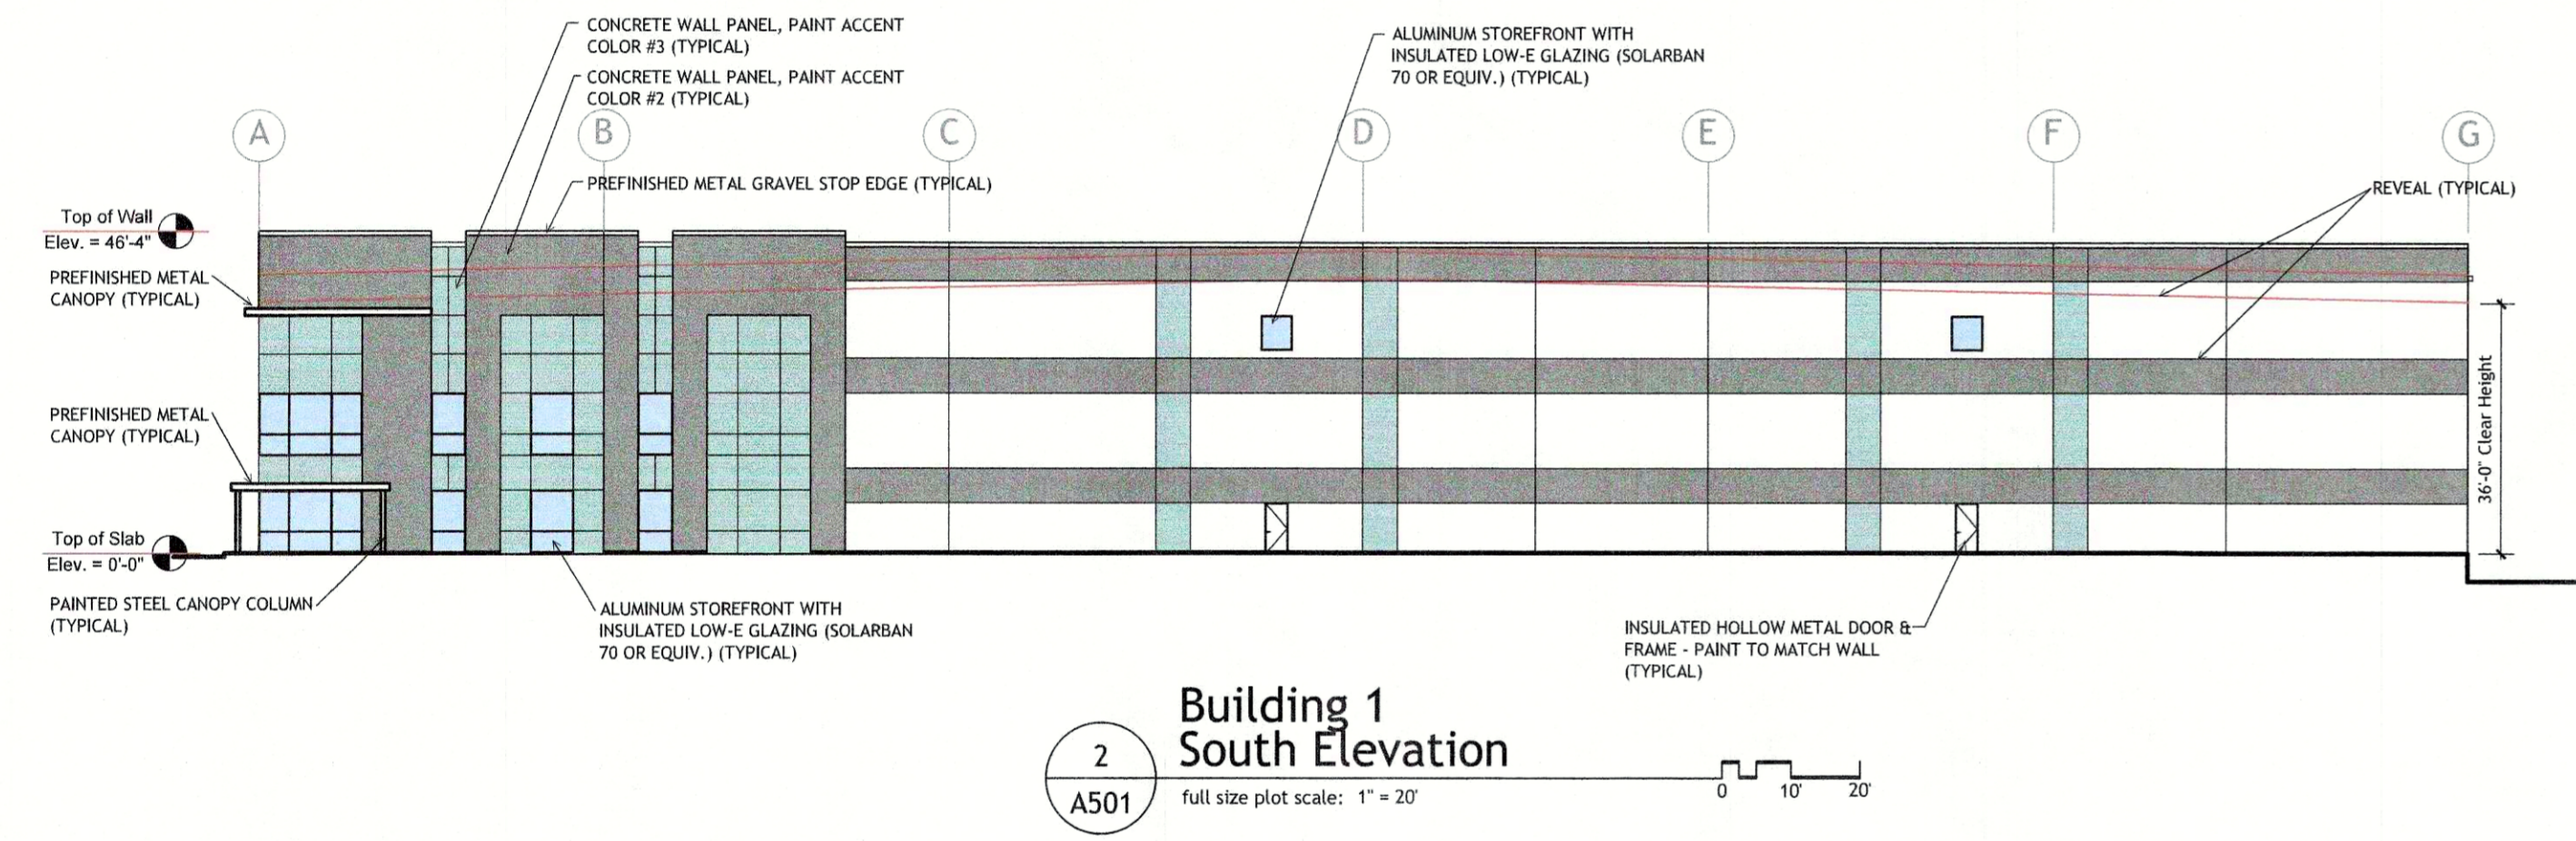 CONCRETE WALL PANEL, PAINT ACCENT
COLOR #3 (TYPICAL)
CONCRETE WALL PANEL, PAINT ACCENT
COLOR #2 (TYPICAL)
ALUMINUM STOREFRONT WITH
INSULATED LOW-E GLAZING (SOLARBAN
70 OR EQUIV.) (TYPICAL)
A
B
C
D
E
F
G
PREFINISHED METAL GRAVEL STOP EDGE (TYPICAL)
REVEAL (TYPICAL)
Top of Wall
Elev. = 46'-4"
PREFINISHED METAL
CANOPY (TYPICAL)
PREFINISHED METAL
CANOPY (TYPICAL)
36'-0" Clear Height
Top of Slab
Elev. = 0'-0"
PAINTED STEEL CANOPY COLUMN
(TYPICAL)
ALUMINUM STOREFRONT WITH
INSULATED LOW-E GLAZING (SOLARBAN
70 OR EQUIV.) (TYPICAL)
INSULATED HOLLOW METAL DOOR &
FRAME - PAINT TO MATCH WALL
(TYPICAL)
2
A501
Building 1
South Elevation
full size plot scale: 1" = 20'
0 10' 20'